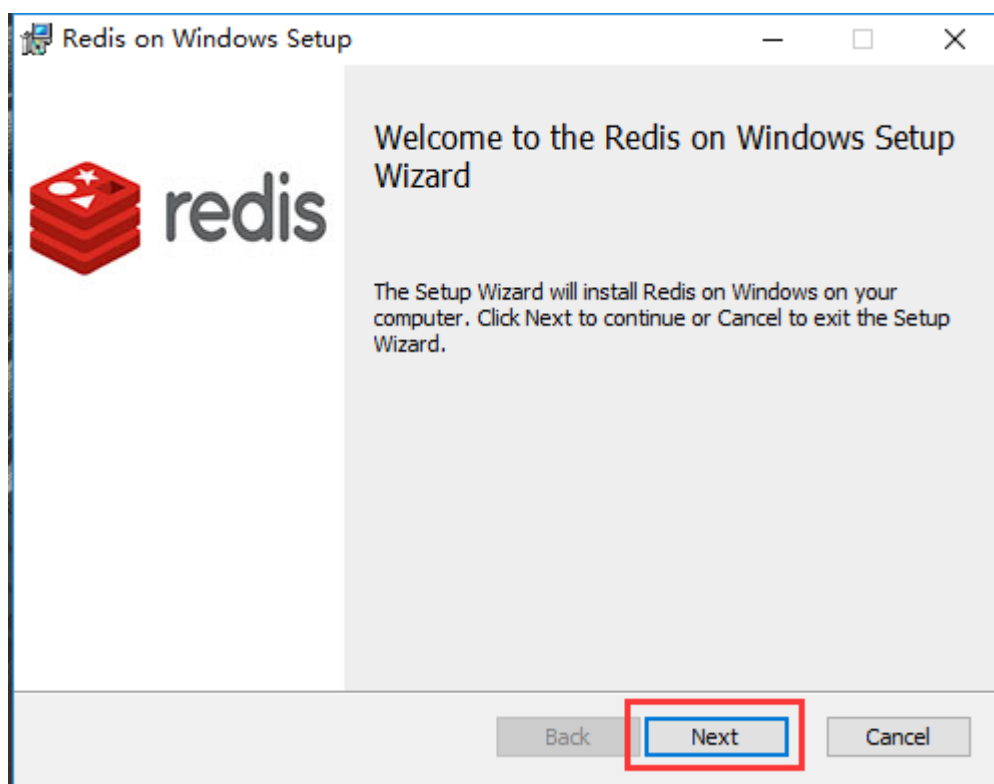 Redis on Windows Setup
redis
Welcome to the Redis on Windows Setup
Wizard
The Setup Wizard will install Redis on Windows on your
computer. Click Next to continue or Cancel to exit the Setup
Wizard.
Back Next Cancel